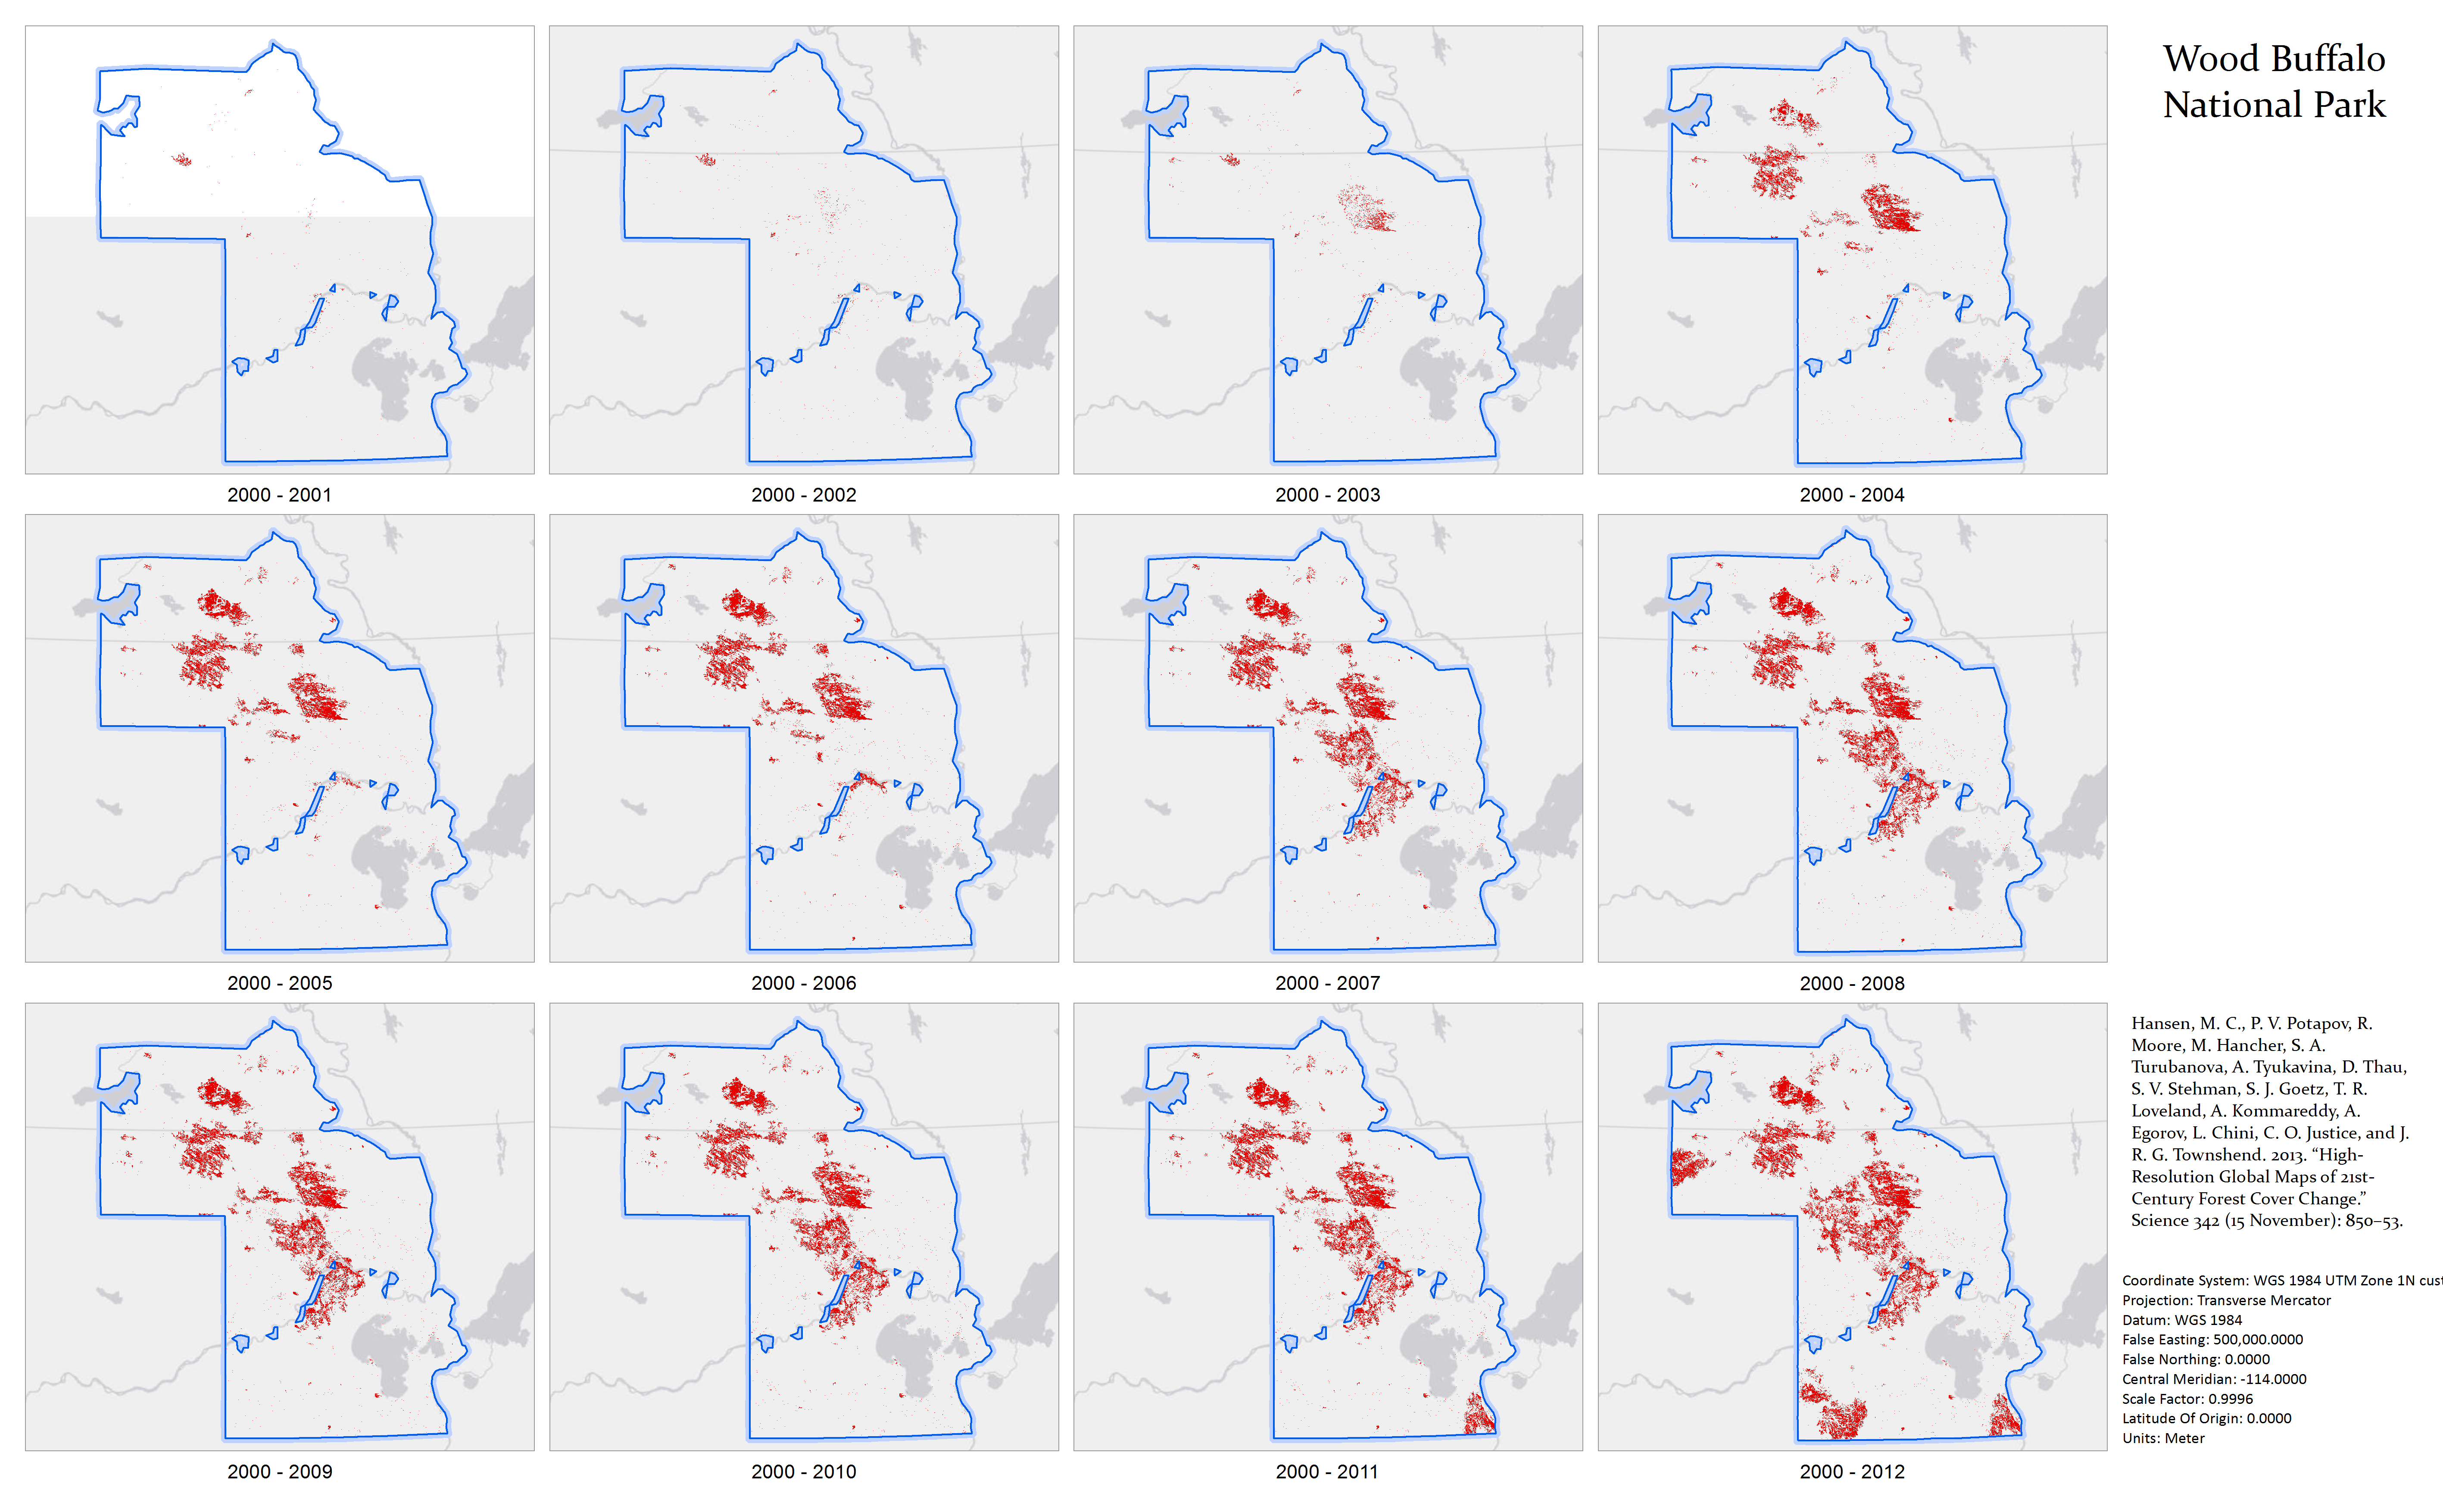 Wood Buffalo
National Park
2000 - 2001
2000 - 2002
2000 - 2003
2000 - 2004
2000 - 2005
2000 - 2006
2000 - 2007
2000 - 2008
2000 - 2009
2000 - 2010
2000 - 2011
2000 - 2012
Hansen, M. C., P. V. Potapov, R.
Moore, M. Hancher, S. A.
Turubanova, A. Tyukavina, D. Thau,
S. V. Stehman, S. J. Goetz, T. R.
Loveland, A. Kommareddy, A.
Egorov, L. Chini, C. O. Justice, and J.
R. G. Townshend. 2013. “High-
Resolution Global Maps of 21st-
Century Forest Cover Change.”
Science 342 (15 November): 850–53.
Coordinate System: WGS 1984 UTM Zone 1N cust
Projection: Transverse Mercator
Datum: WGS 1984
False Easting: 500,000.0000
False Northing: 0.0000
Central Meridian: -114.0000
Scale Factor: 0.9996
Latitude Of Origin: 0.0000
Units: Meter